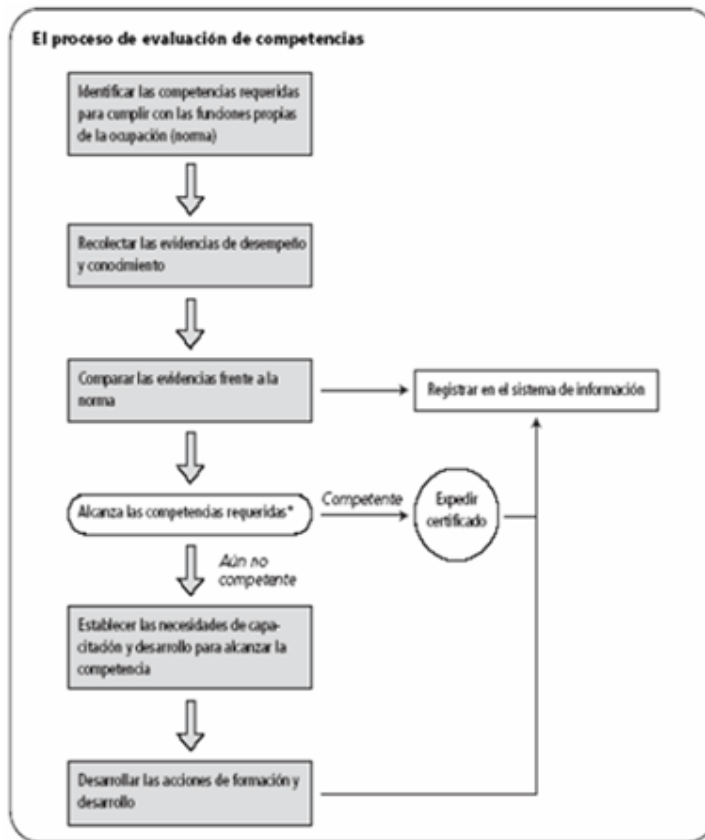 El proceso de evaluación de competencias
Identificar las competencias requeridas
para cumplir con las funciones propias
de la ocupación (norma)
Recolectar las evidencias de desempeño
y conocimiento
Comparar las evidencias frente a la
norma
Registrar en el sistema de información
Alcanza las competencias requeridas*
Competente
Expedir
certificado
Aún no
competente
Establecer las necesidades de capa-
citación y desarrollo para alcanzar la
competencia
Desarrollar las acciones de formación y
desarrollo